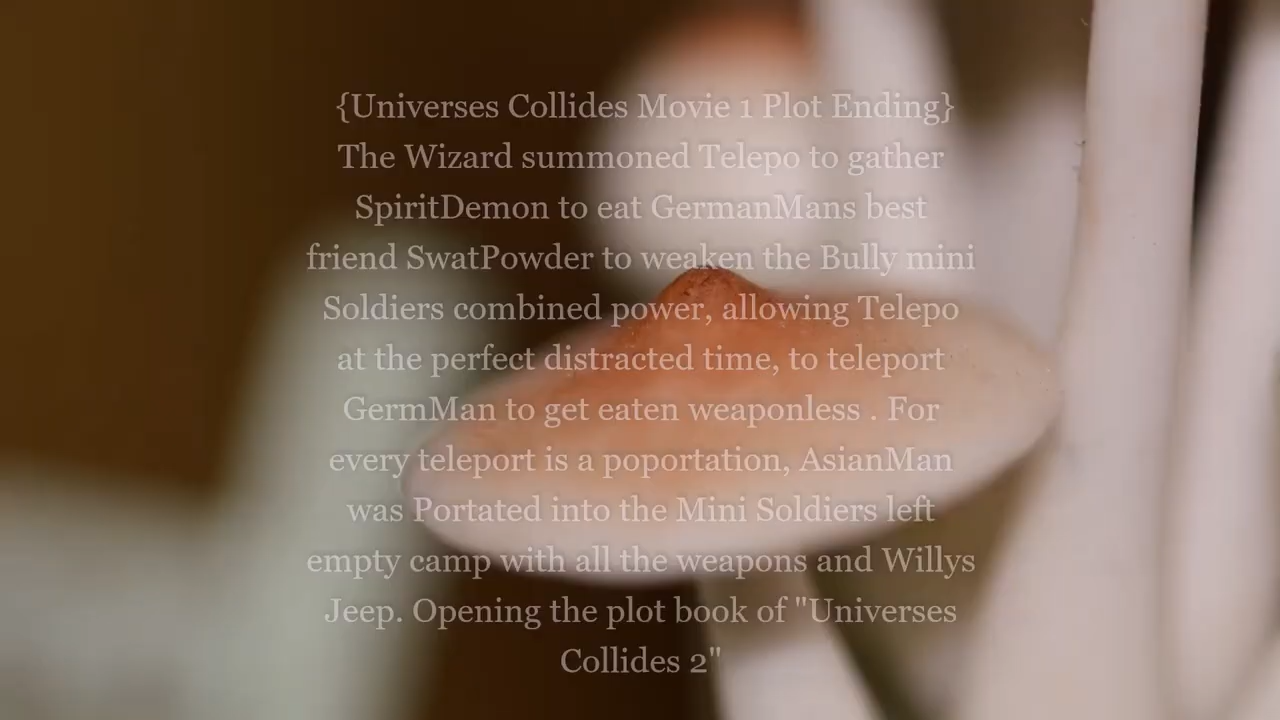 {Universes Collides Movie 1 Plot Ending}
The Wizard summoned Telepo to gather
SpiritDemon to eat GermanMans best
friend SwatPowder to weaken the Bully mini
Soldiers combined power, allowing Telepo
at the perfect distracted time, to teleport
GermMan to get eaten weaponless . For
every teleport is a poportation, AsianMan
was Portated into the Mini Soldiers left
empty camp with all the weapons and Willys
Jeep. Opening the plot book of "Universes
Collides 2"